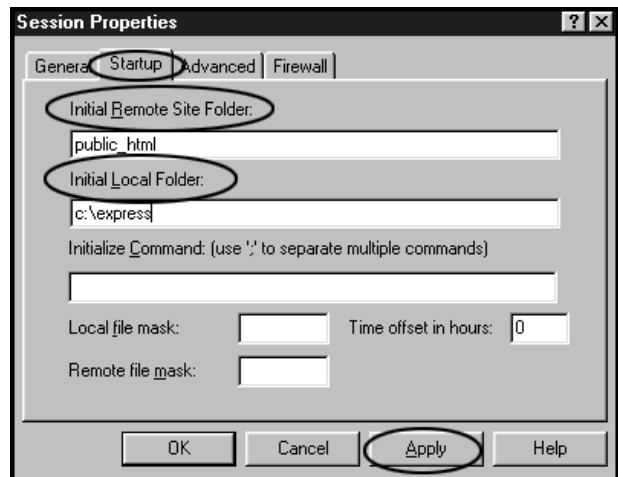 Session Properties
General Startup Advanced Firewall
Initial Remote Site Folder:
public_html
Initial Local Folder:
c:\express
Initialize Command: (use ';' to separate multiple commands)
Local file mask:
Time offset in hours: 0
Remote file mask:
OK Cancel Apply Help